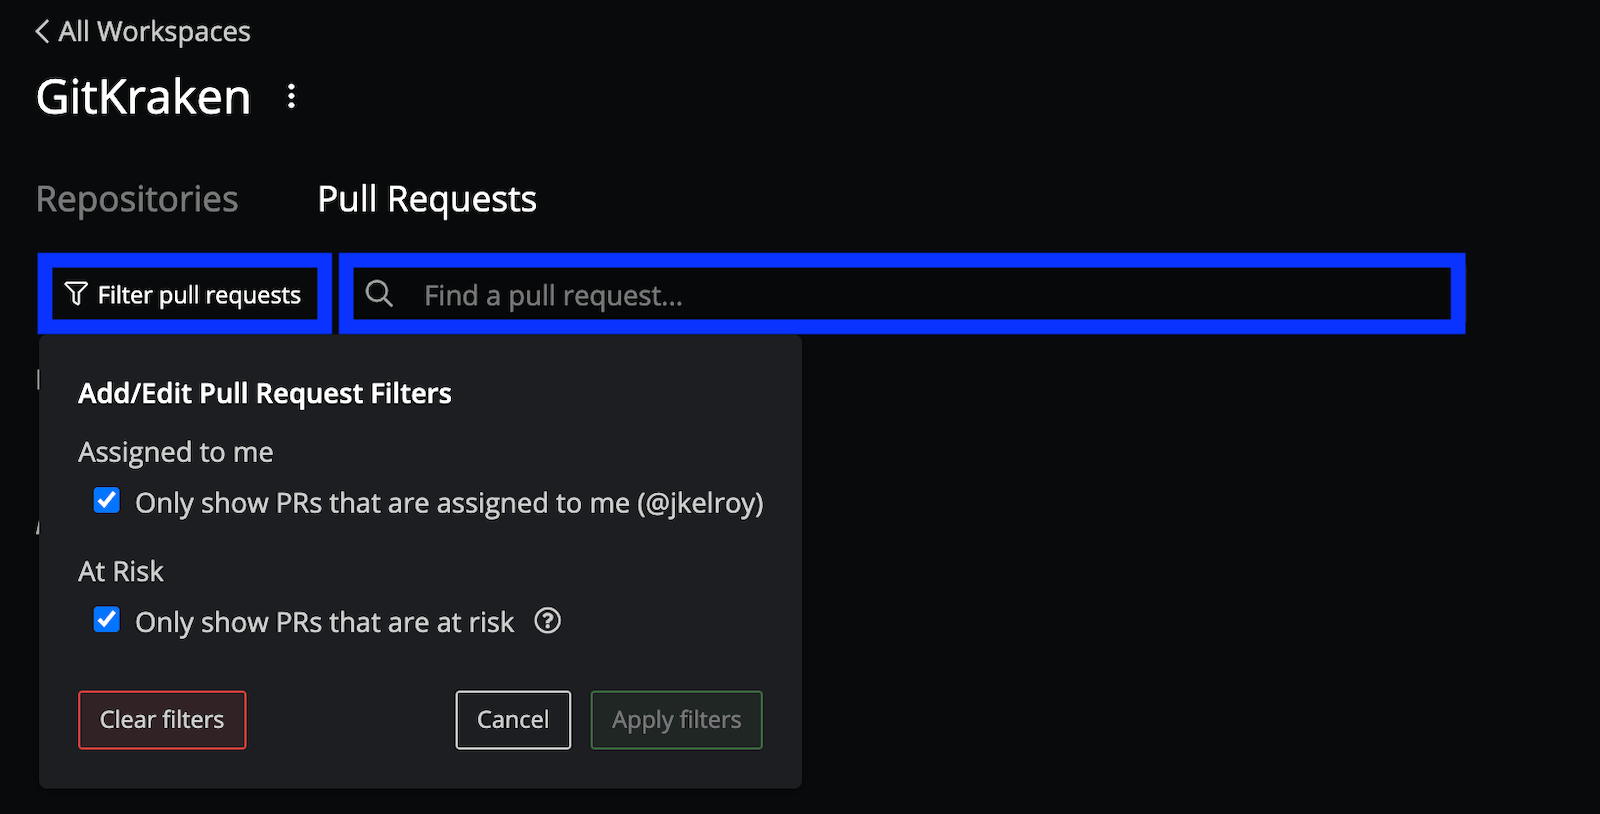 All Workspaces
GitKraken
Repositories Pull Requests
Filter pull requests Find a pull request...
Add/Edit Pull Request Filters
Assigned to me
Only show PRs that are assigned to me (@jkelroy)
At Risk
Only show PRs that are at risk
Clear filters Cancel Apply filters